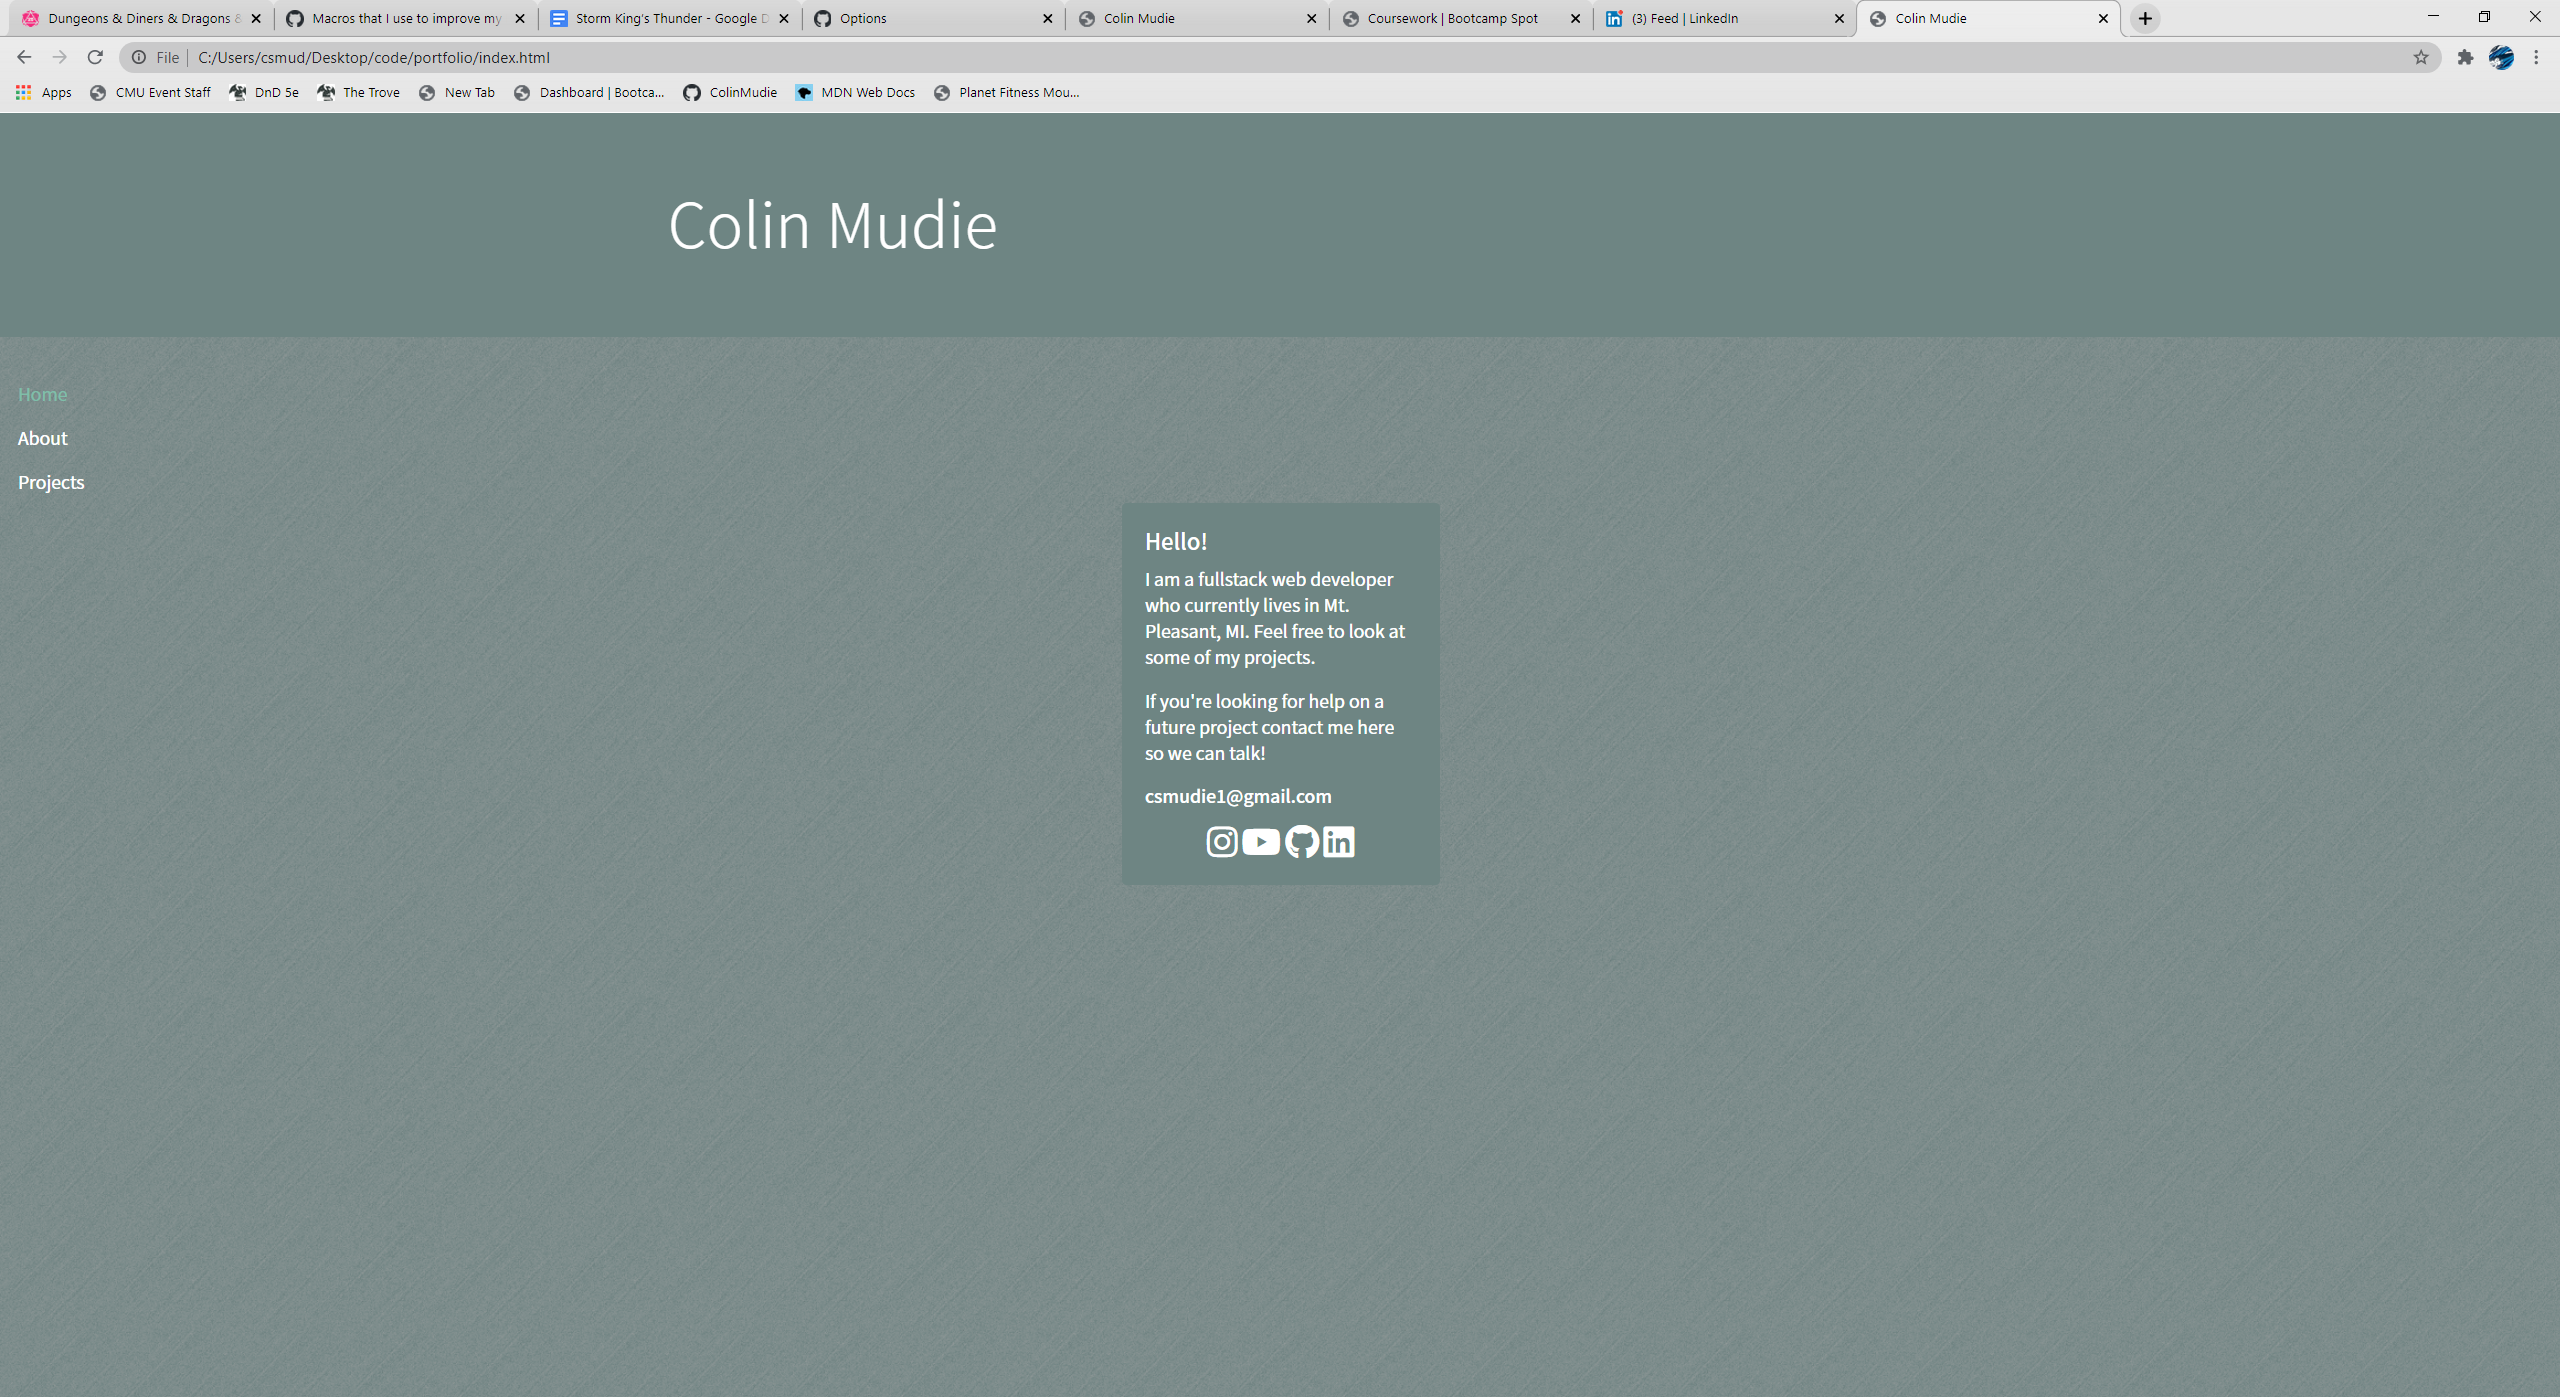 Dungeons & Diners & Dragons &
Macros that I use to improve my
Storm King's Thunder - Google D
Options
Colin Mudie
Coursework | Bootcamp Spot
(3) Feed | LinkedIn
Colin Mudie
File
C:/Users/csmud/Desktop/code/portfolio/index.html
Apps
CMU Event Staff
DnD 5e
The Trove
New Tab
Dashboard | Bootca...
ColinMudie
MDN Web Docs
Planet Fitness Mou...
Colin Mudie
Home
About
Projects
Hello!
I am a fullstack web developer
who currently lives in Mt.
Pleasant, MI. Feel free to look at
some of my projects.
If you're looking for help on a
future project contact me here
so we can talk!
csmudie1@gmail.com